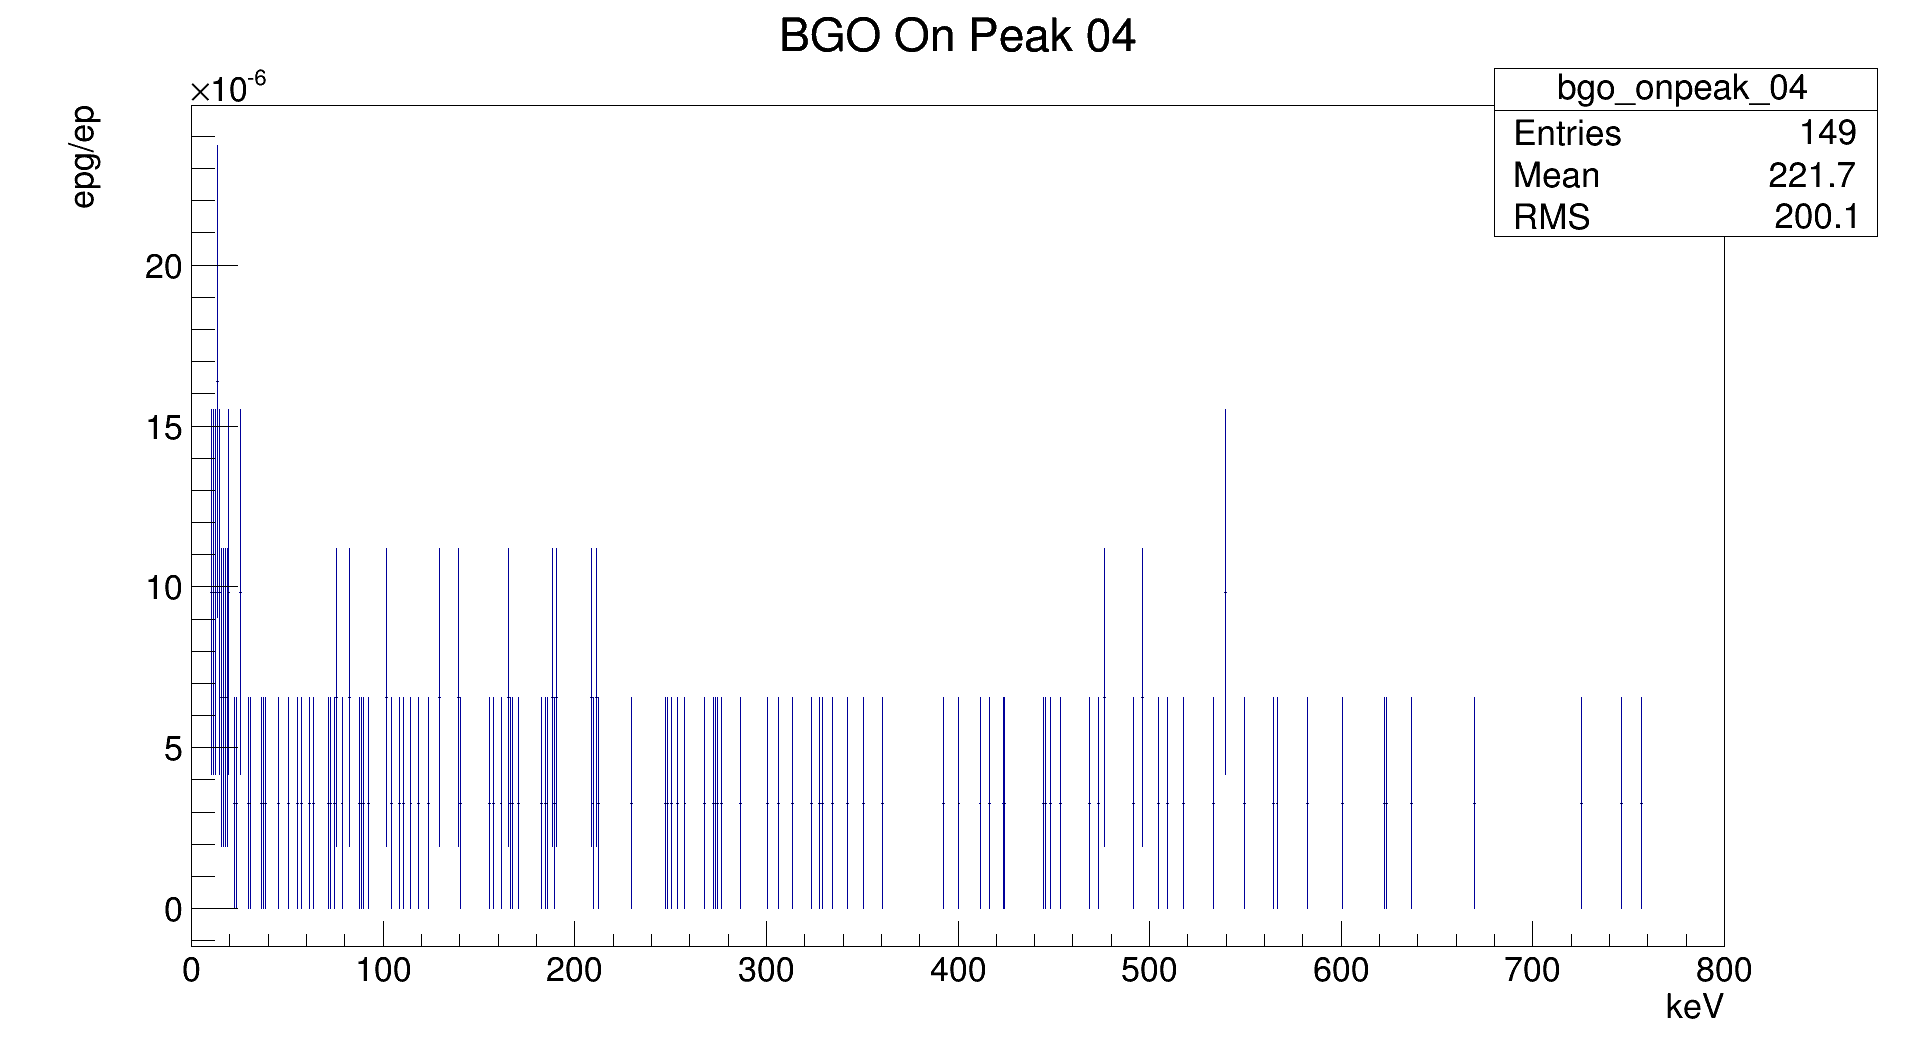 BGO On Peak 04
×10-6
epg/ep
bgo_onpeak_04
Entries 149
Mean 221.7
RMS 200.1
20
15
10
5
0
0 100 200 300 400 500 600 700 800
keV